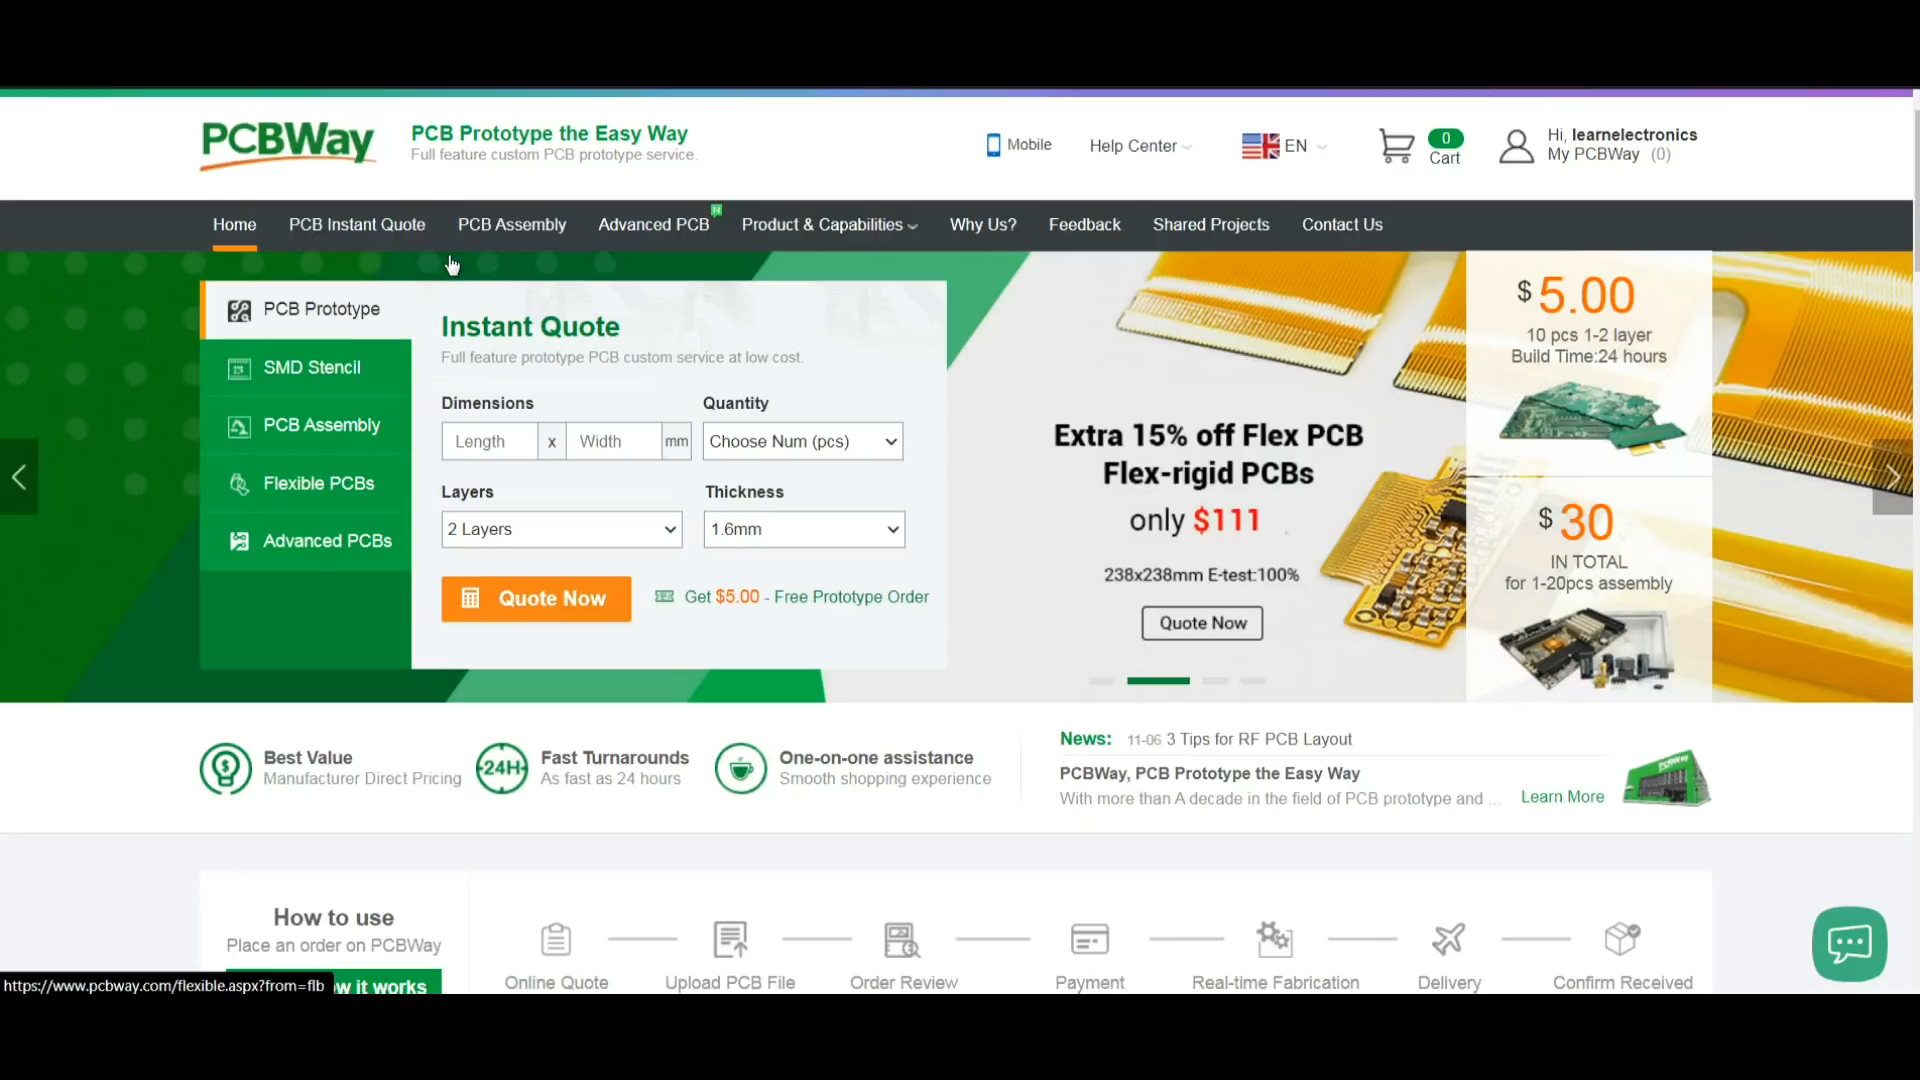 PCBWay
PCB Prototype the Easy Way
Full feature custom PCB prototype service.
Mobile
Help Center
EN
0
Cart
Hi, learnelectronics
My PCBWay (0)
Home
PCB Instant Quote
PCB Assembly
Advanced PCB
Product & Capabilities
Why Us?
Feedback
Shared Projects
Contact Us
PCB Prototype
SMD Stencil
PCB Assembly
Flexible PCBs
Advanced PCBs
Instant Quote
Full feature prototype PCB custom service at low cost.
Dimensions
Quantity
Length x Width mm
Choose Num (pcs)
Layers
Thickness
2 Layers
1.6mm
Quote Now
Get $5.00 - Free Prototype Order
Extra 15% off Flex PCB
Flex-rigid PCBs
only $111
238x238mm E-test:100%
Quote Now
$ 5.00
10 pcs 1-2 layer
Build Time:24 hours
$ 30
IN TOTAL
for 1-20pcs assembly
Best Value
Manufacturer Direct Pricing
24H
Fast Turnarounds
As fast as 24 hours
One-on-one assistance
Smooth shopping experience
News: 11-06 3 Tips for RF PCB Layout
PCBWay, PCB Prototype the Easy Way
With more than A decade in the field of PCB prototype and ...
Learn More
How to use
Place an order on PCBWay
w it works
Online Quote
Upload PCB File
Order Review
Payment
Real-time Fabrication
Delivery
Confirm Received
https://www.pcbway.com/flexible.aspx?from=flb